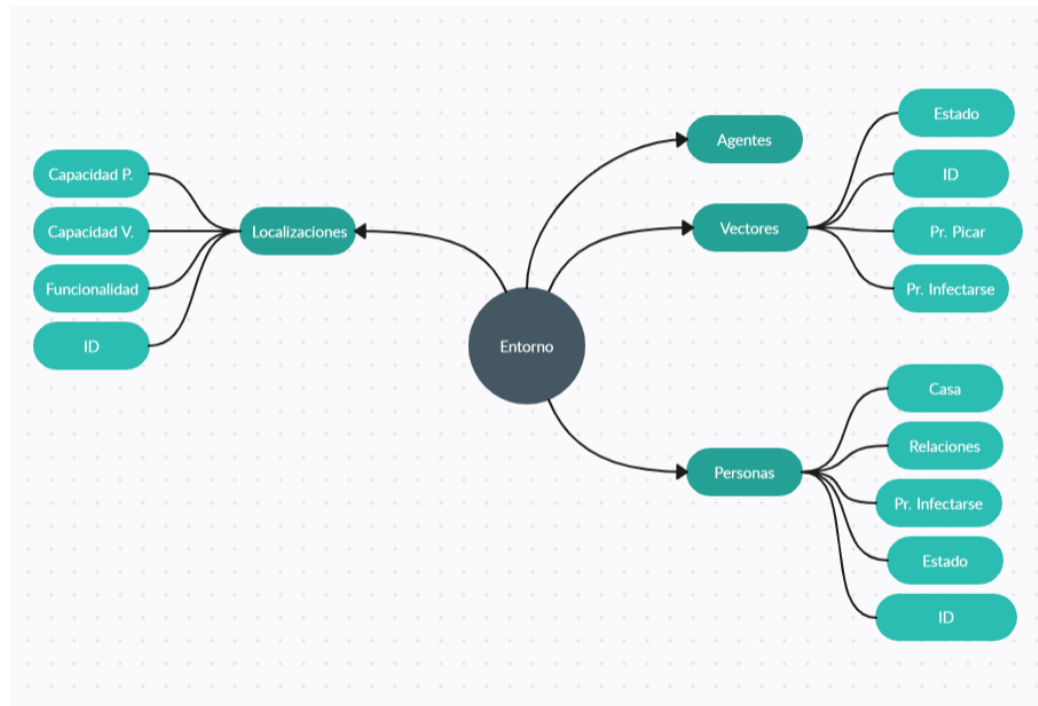 Estado
Agentes
Capacidad P.
ID
Vectores
Capacidad V.
Localizaciones
Pr. Picar
Funcionalidad
Pr. Infectarse
ID
Entorno
Casa
Relaciones
Personas
Pr. Infectarse
Estado
ID